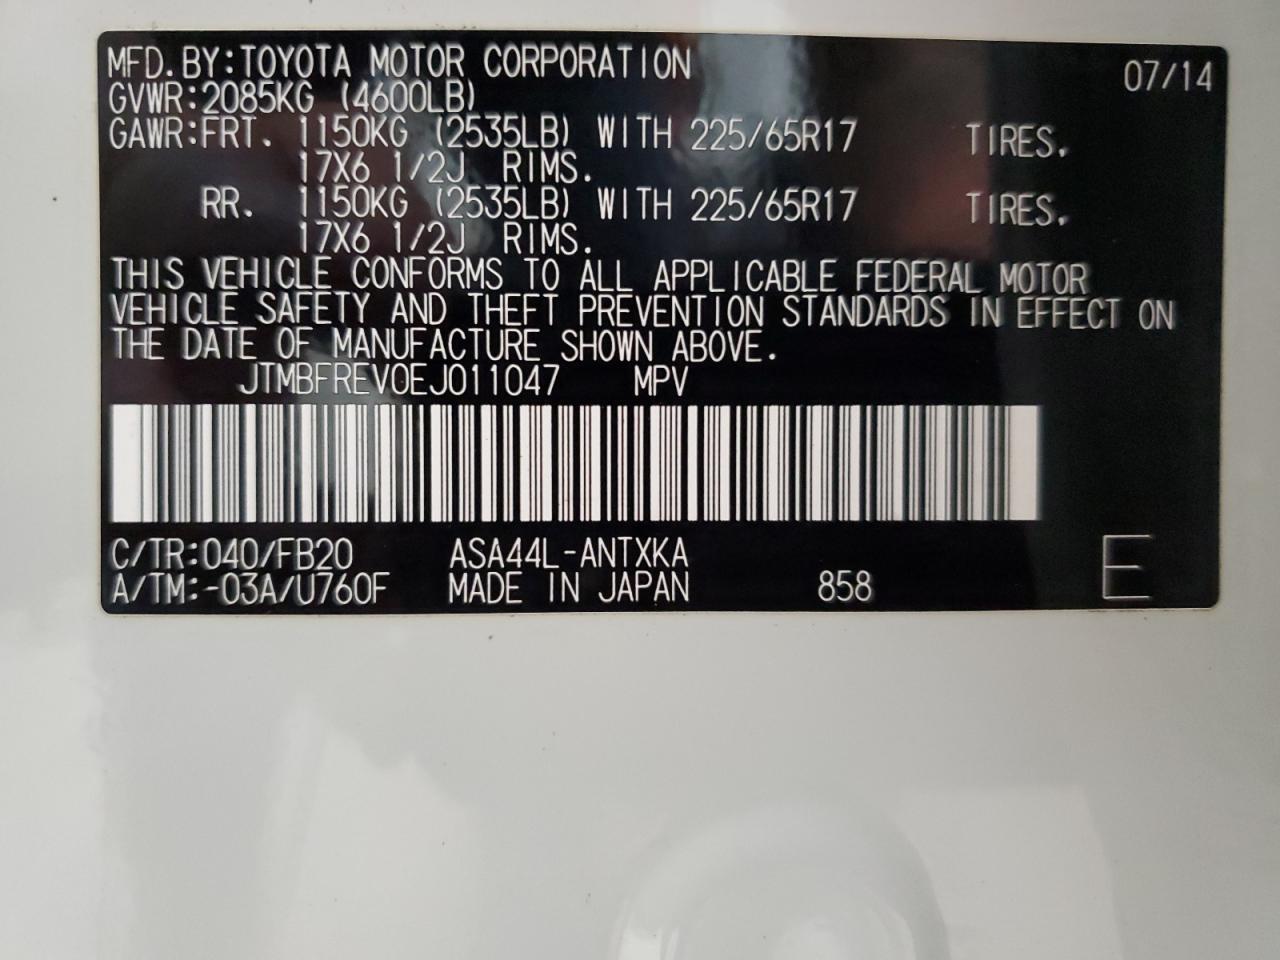 MFD.BY:TOYOTA MOTOR CORPORATION 07/14
GVWR:2085KG (4600LB)
GAWR:FRT. 1150KG (2535LB) WITH 225/65R17 TIRES.
17X6 1/2J RIMS.
RR. 1150KG (2535LB) WITH 225/65R17 TIRES.
17X6 1/2J RIMS.
THIS VEHICLE CONFORMS TO ALL APPLICABLE FEDERAL MOTOR
VEHICLE SAFETY AND THEFT PREVENTION STANDARDS IN EFFECT ON
THE DATE OF MANUFACTURE SHOWN ABOVE.
JTMBFREV0EJ011047 MPV
C/TR:040/FB20 ASA44L-ANTXKA
A/TM:-03A/U760F MADE IN JAPAN 858 E